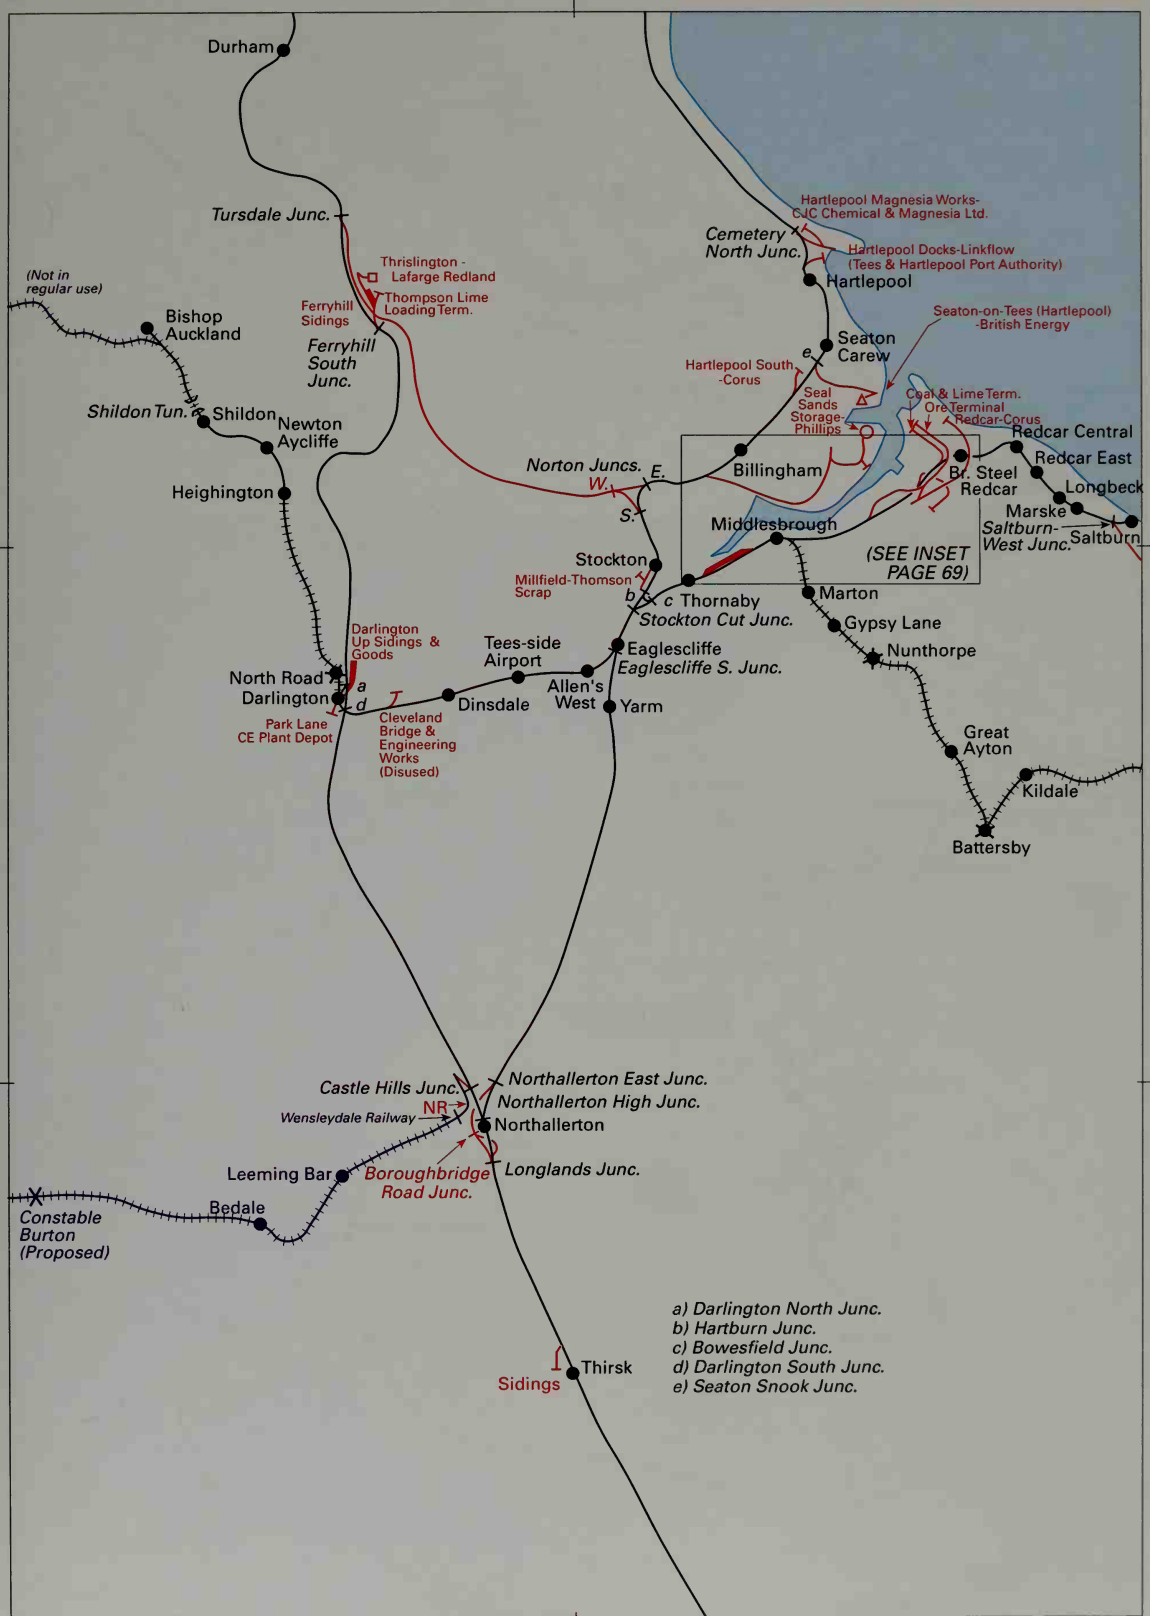 Durham
Tursdale Junc.
Hartlepool Magnesia Works-
CJC Chemical & Magnesia Ltd.
Cemetery
North Junc.
Hartlepool Docks-Linkflow
(Tees & Hartlepool Port Authority)
Hartlepool
(Not in
regular use)
Thrislington -
Lafarge Redland
Thompson Lime
Loading Term.
Ferryhill
Sidings
Ferryhill
South
Junc.
Bishop
Auckland
Seaton-on-Tees (Hartlepool)
-British Energy
Seaton
Carew
e
Hartlepool South
-Corus
Seal
Sands
Storage-
Phillips
Coal & Lime Term.
Ore Terminal
Redcar-Corus
Shildon Tun.
Shildon
Newton
Aycliffe
Heighington
Redcar Central
Redcar East
Longbeck
Marske
Saltburn-
West Junc.
Saltburn
Br. Steel
Redcar
Norton Juncs.
E.
W.
S.
Billingham
Middlesbrough
(SEE INSET
PAGE 69)
Stockton
Millfield-Thomson
Scrap
b
c
Thornaby
Stockton Cut Junc.
Marton
Gypsy Lane
Nunthorpe
Darlington
Up Sidings &
Goods
Tees-side
Airport
Eaglescliffe
Eaglescliffe S. Junc.
North Road
a
Darlington
d
Dinsdale
Allen's
West
Yarm
Park Lane
CE Plant Depot
Cleveland
Bridge &
Engineering
Works
(Disused)
Great
Ayton
Kildale
Battersby
Castle Hills Junc.
Northallerton East Junc.
NR
Northallerton High Junc.
Wensleydale Railway
Northallerton
Leeming Bar
Boroughbridge
Road Junc.
Longlands Junc.
Bedale
Constable
Burton
(Proposed)
a) Darlington North Junc.
b) Hartburn Junc.
c) Bowesfield Junc.
d) Darlington South Junc.
e) Seaton Snook Junc.
Thirsk
Sidings